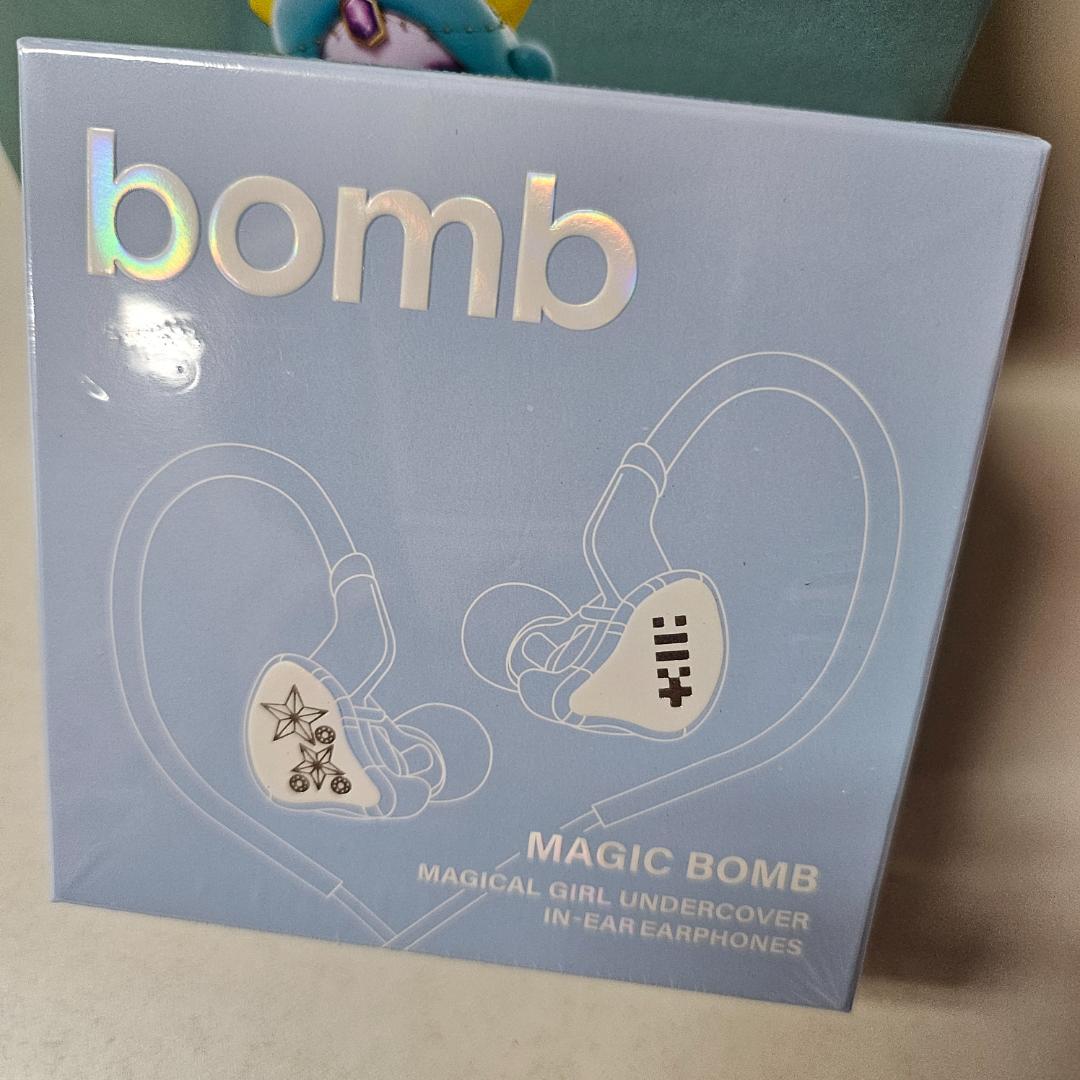 bomb
MAGIC BOMB
MAGICAL GIRL UNDERCOVER
IN-EAR EARPHONES